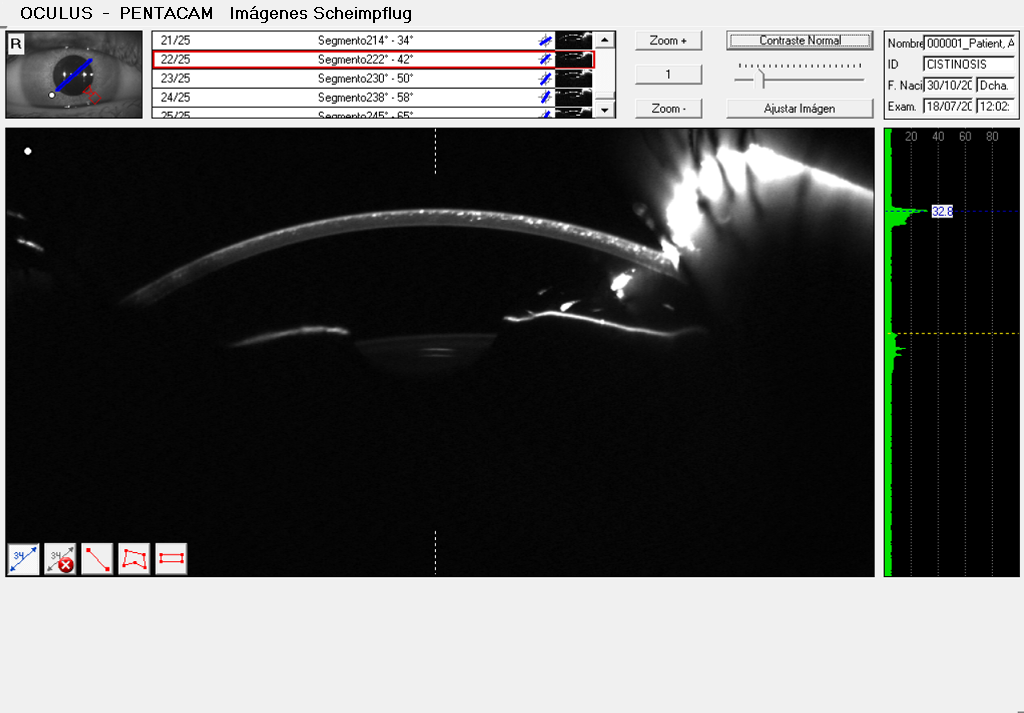 OCULUS - PENTACAM Imágenes Scheimpflug
R
21/25 Segmento214° - 34°
22/25 Segmento222° - 42°
23/25 Segmento230° - 50°
24/25 Segmento238° - 58°
25/25 Segmento245° - 65°
Zoom +
1
Zoom -
Contraste Normal
Ajustar Imágen
Nombre 000001_Patient, A
ID CISTINOSIS
F. Naci 30/10/20 Dcha.
Exam. 18/07/20 12:02:
20 40 60 80
32.8
34 34